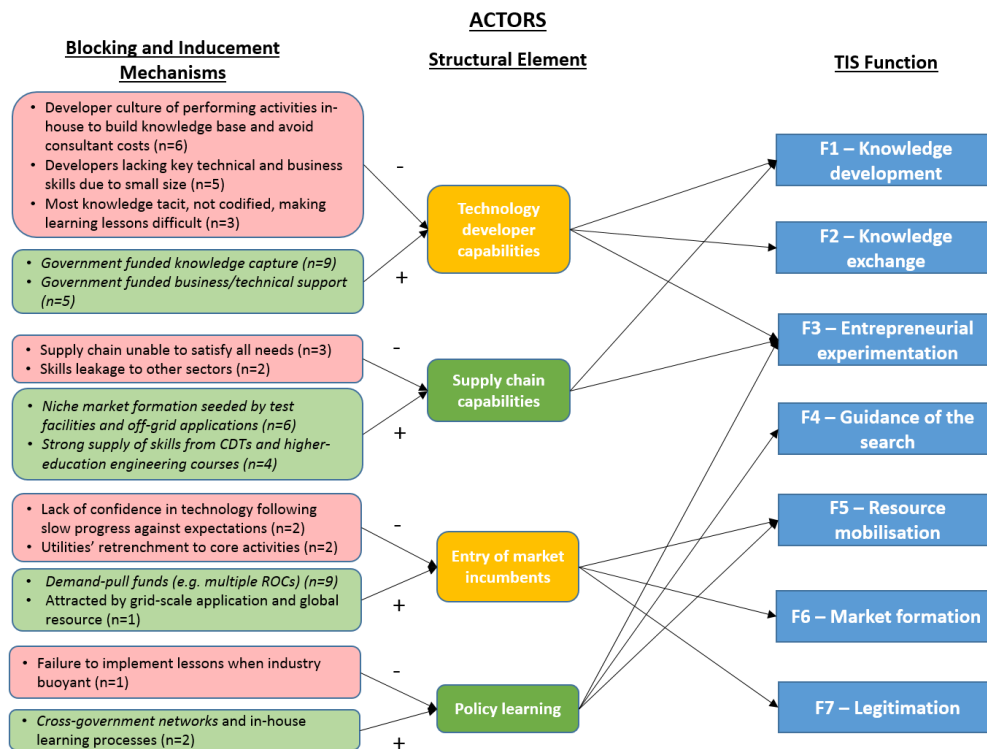 ACTORS
Blocking and Inducement
Mechanisms
Structural Element
TIS Function
• Developer culture of performing activities in-
house to build knowledge base and avoid
consultant costs (n=6)
• Developers lacking key technical and business
skills due to small size (n=5)
• Most knowledge tacit, not codified, making
learning lessons difficult (n=3)
-
• Government funded knowledge capture (n=9)
• Government funded business/technical support
(n=5)
+
Technology
developer
capabilities
• Supply chain unable to satisfy all needs (n=3)
• Skills leakage to other sectors (n=2)
-
• Niche market formation seeded by test
facilities and off-grid applications
(n=6)
• Strong supply of skills from CDTs and higher-
education engineering courses (n=4)
+
Supply chain
capabilities
• Lack of confidence in technology following
slow progress against expectations (n=2)
• Utilities’ retrenchment to core activities (n=2)
-
• Demand-pull funds (e.g. multiple ROCs) (n=9)
• Attracted by grid-scale application and global
resource (n=1)
+
Entry of market
incumbents
• Failure to implement lessons when industry
buoyant (n=1)
-
• Cross-government networks and in-house
learning processes (n=2)
+
Policy learning
F1 – Knowledge
development
F2 – Knowledge
exchange
F3 – Entrepreneurial
experimentation
F4 – Guidance of the
search
F5 – Resource
mobilisation
F6 – Market formation
F7 – Legitimation